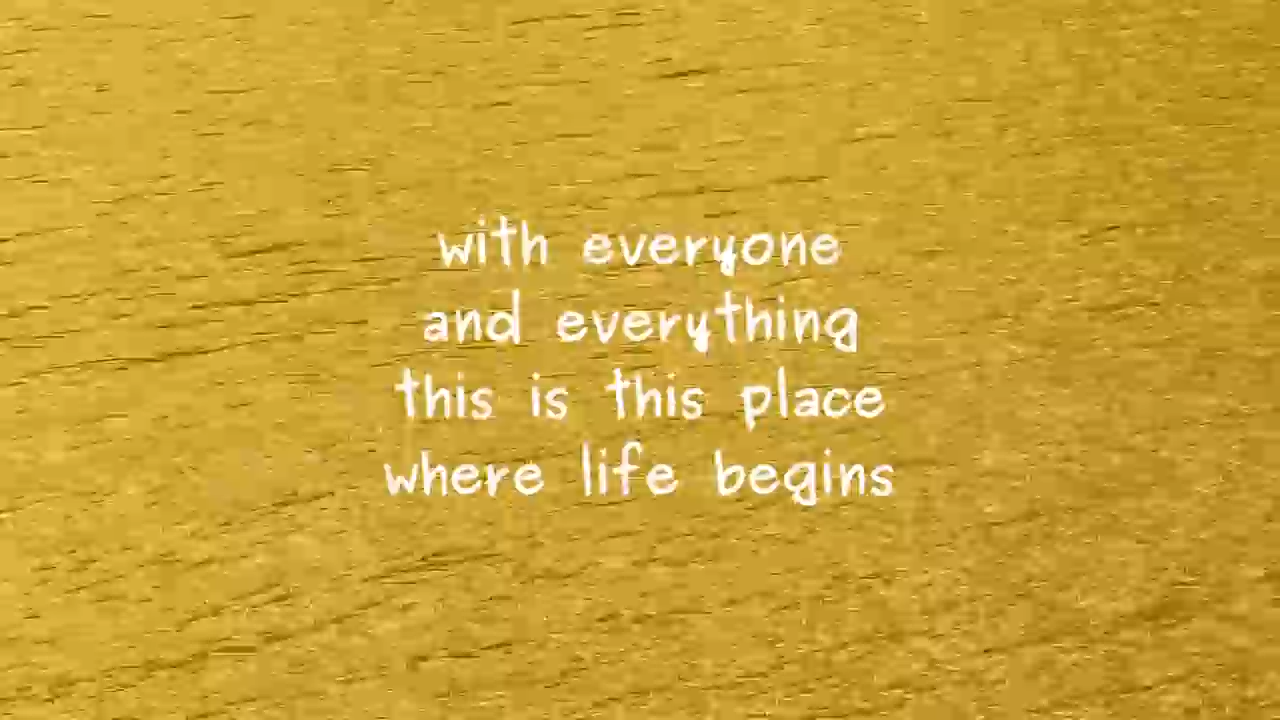 with everyone
and everything
this is this place
where life begins